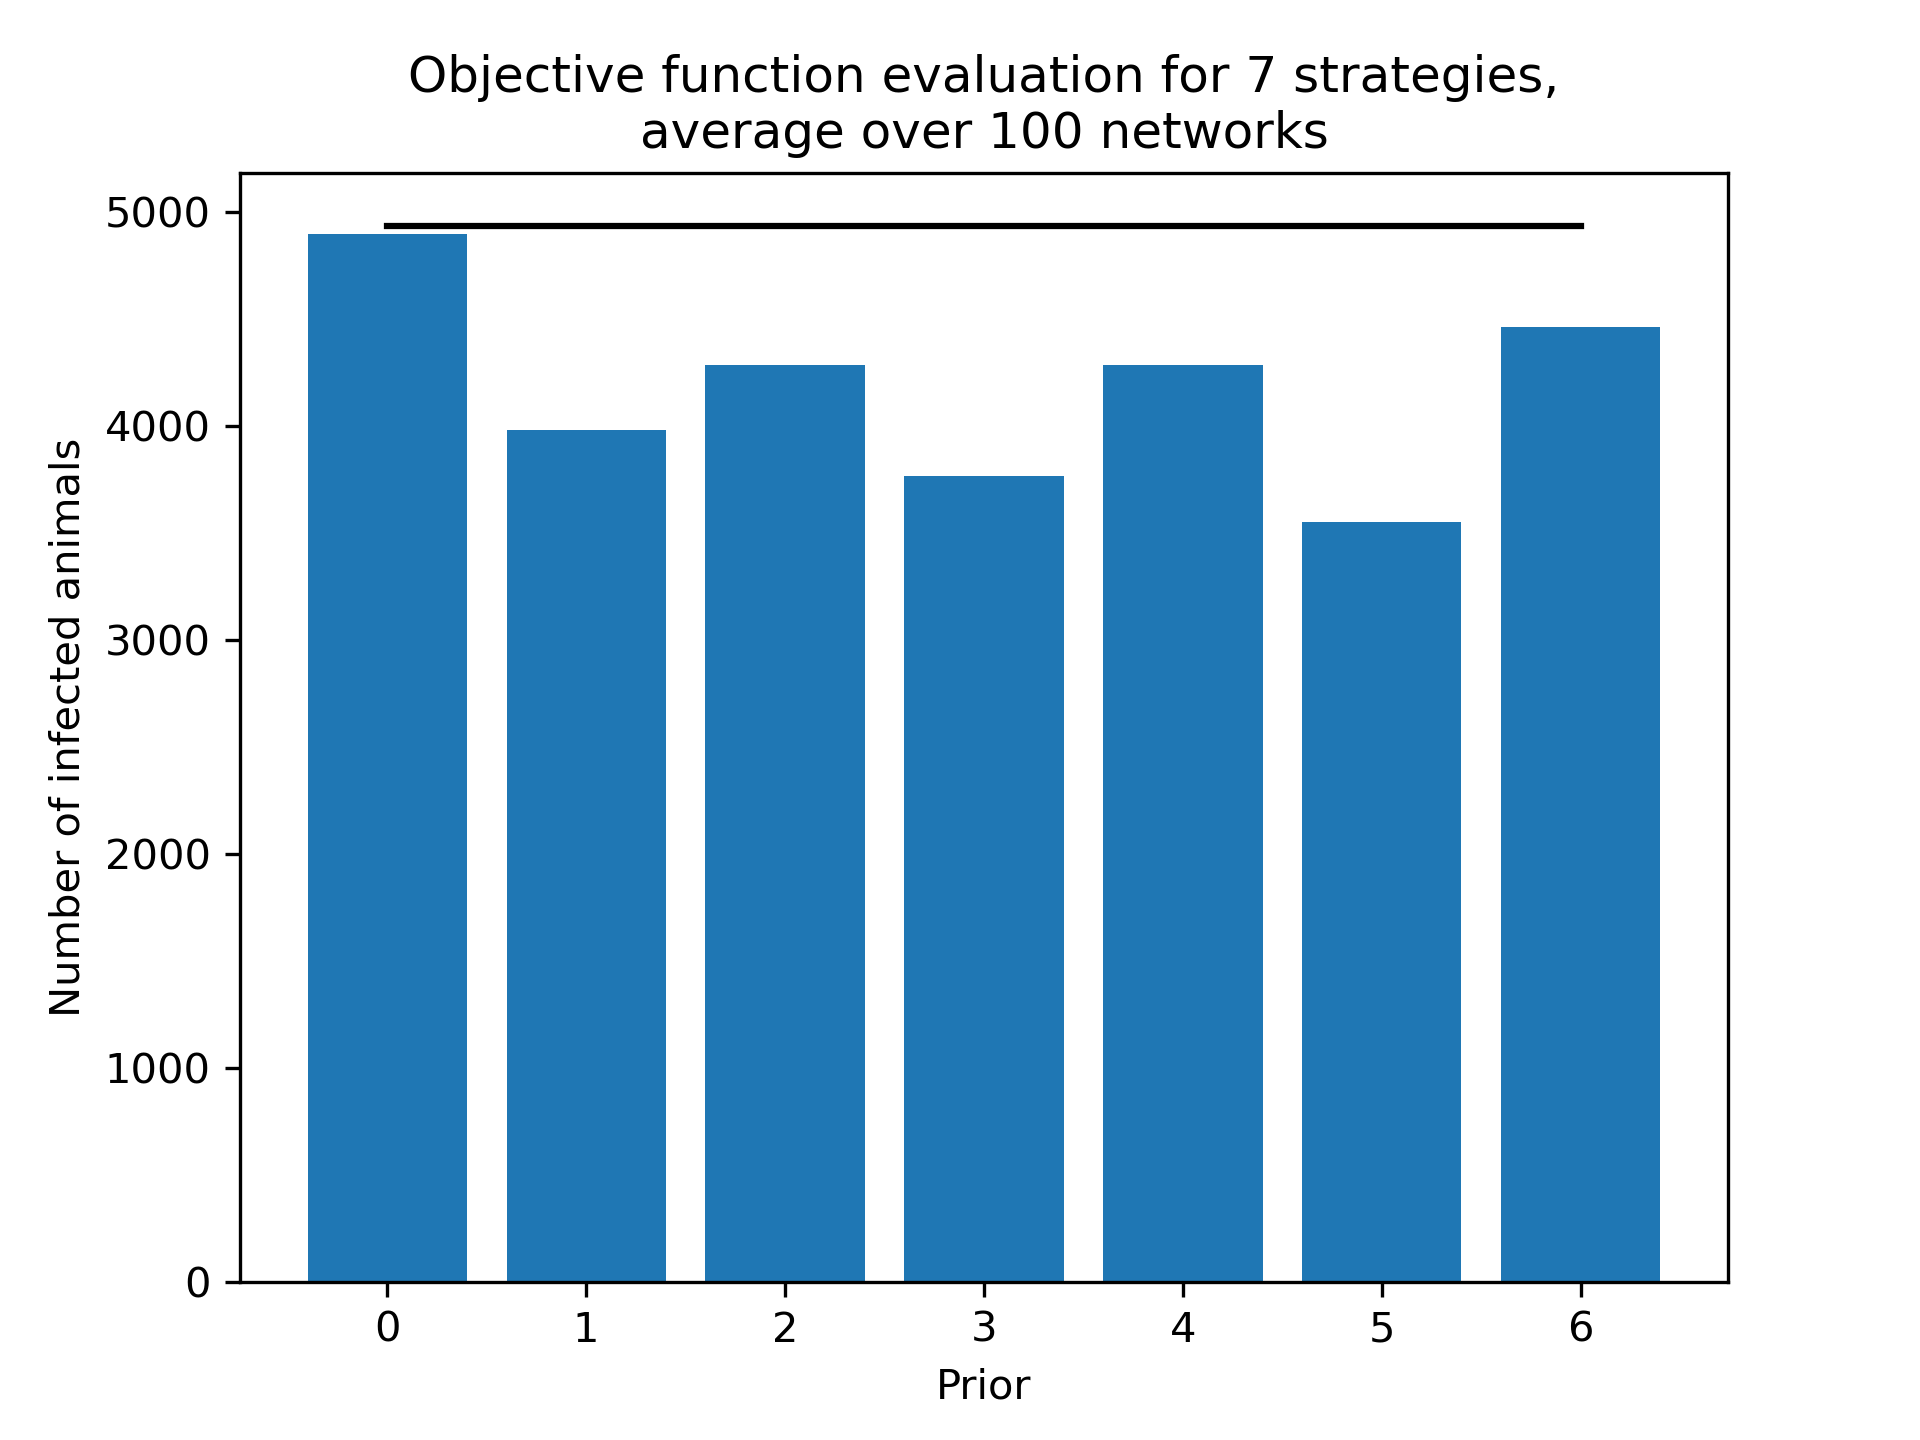 Objective function evaluation for 7 strategies,
average over 100 networks
5000
4000
3000
2000
1000
0
Number of infected animals
0 1 2 3 4 5 6
Prior